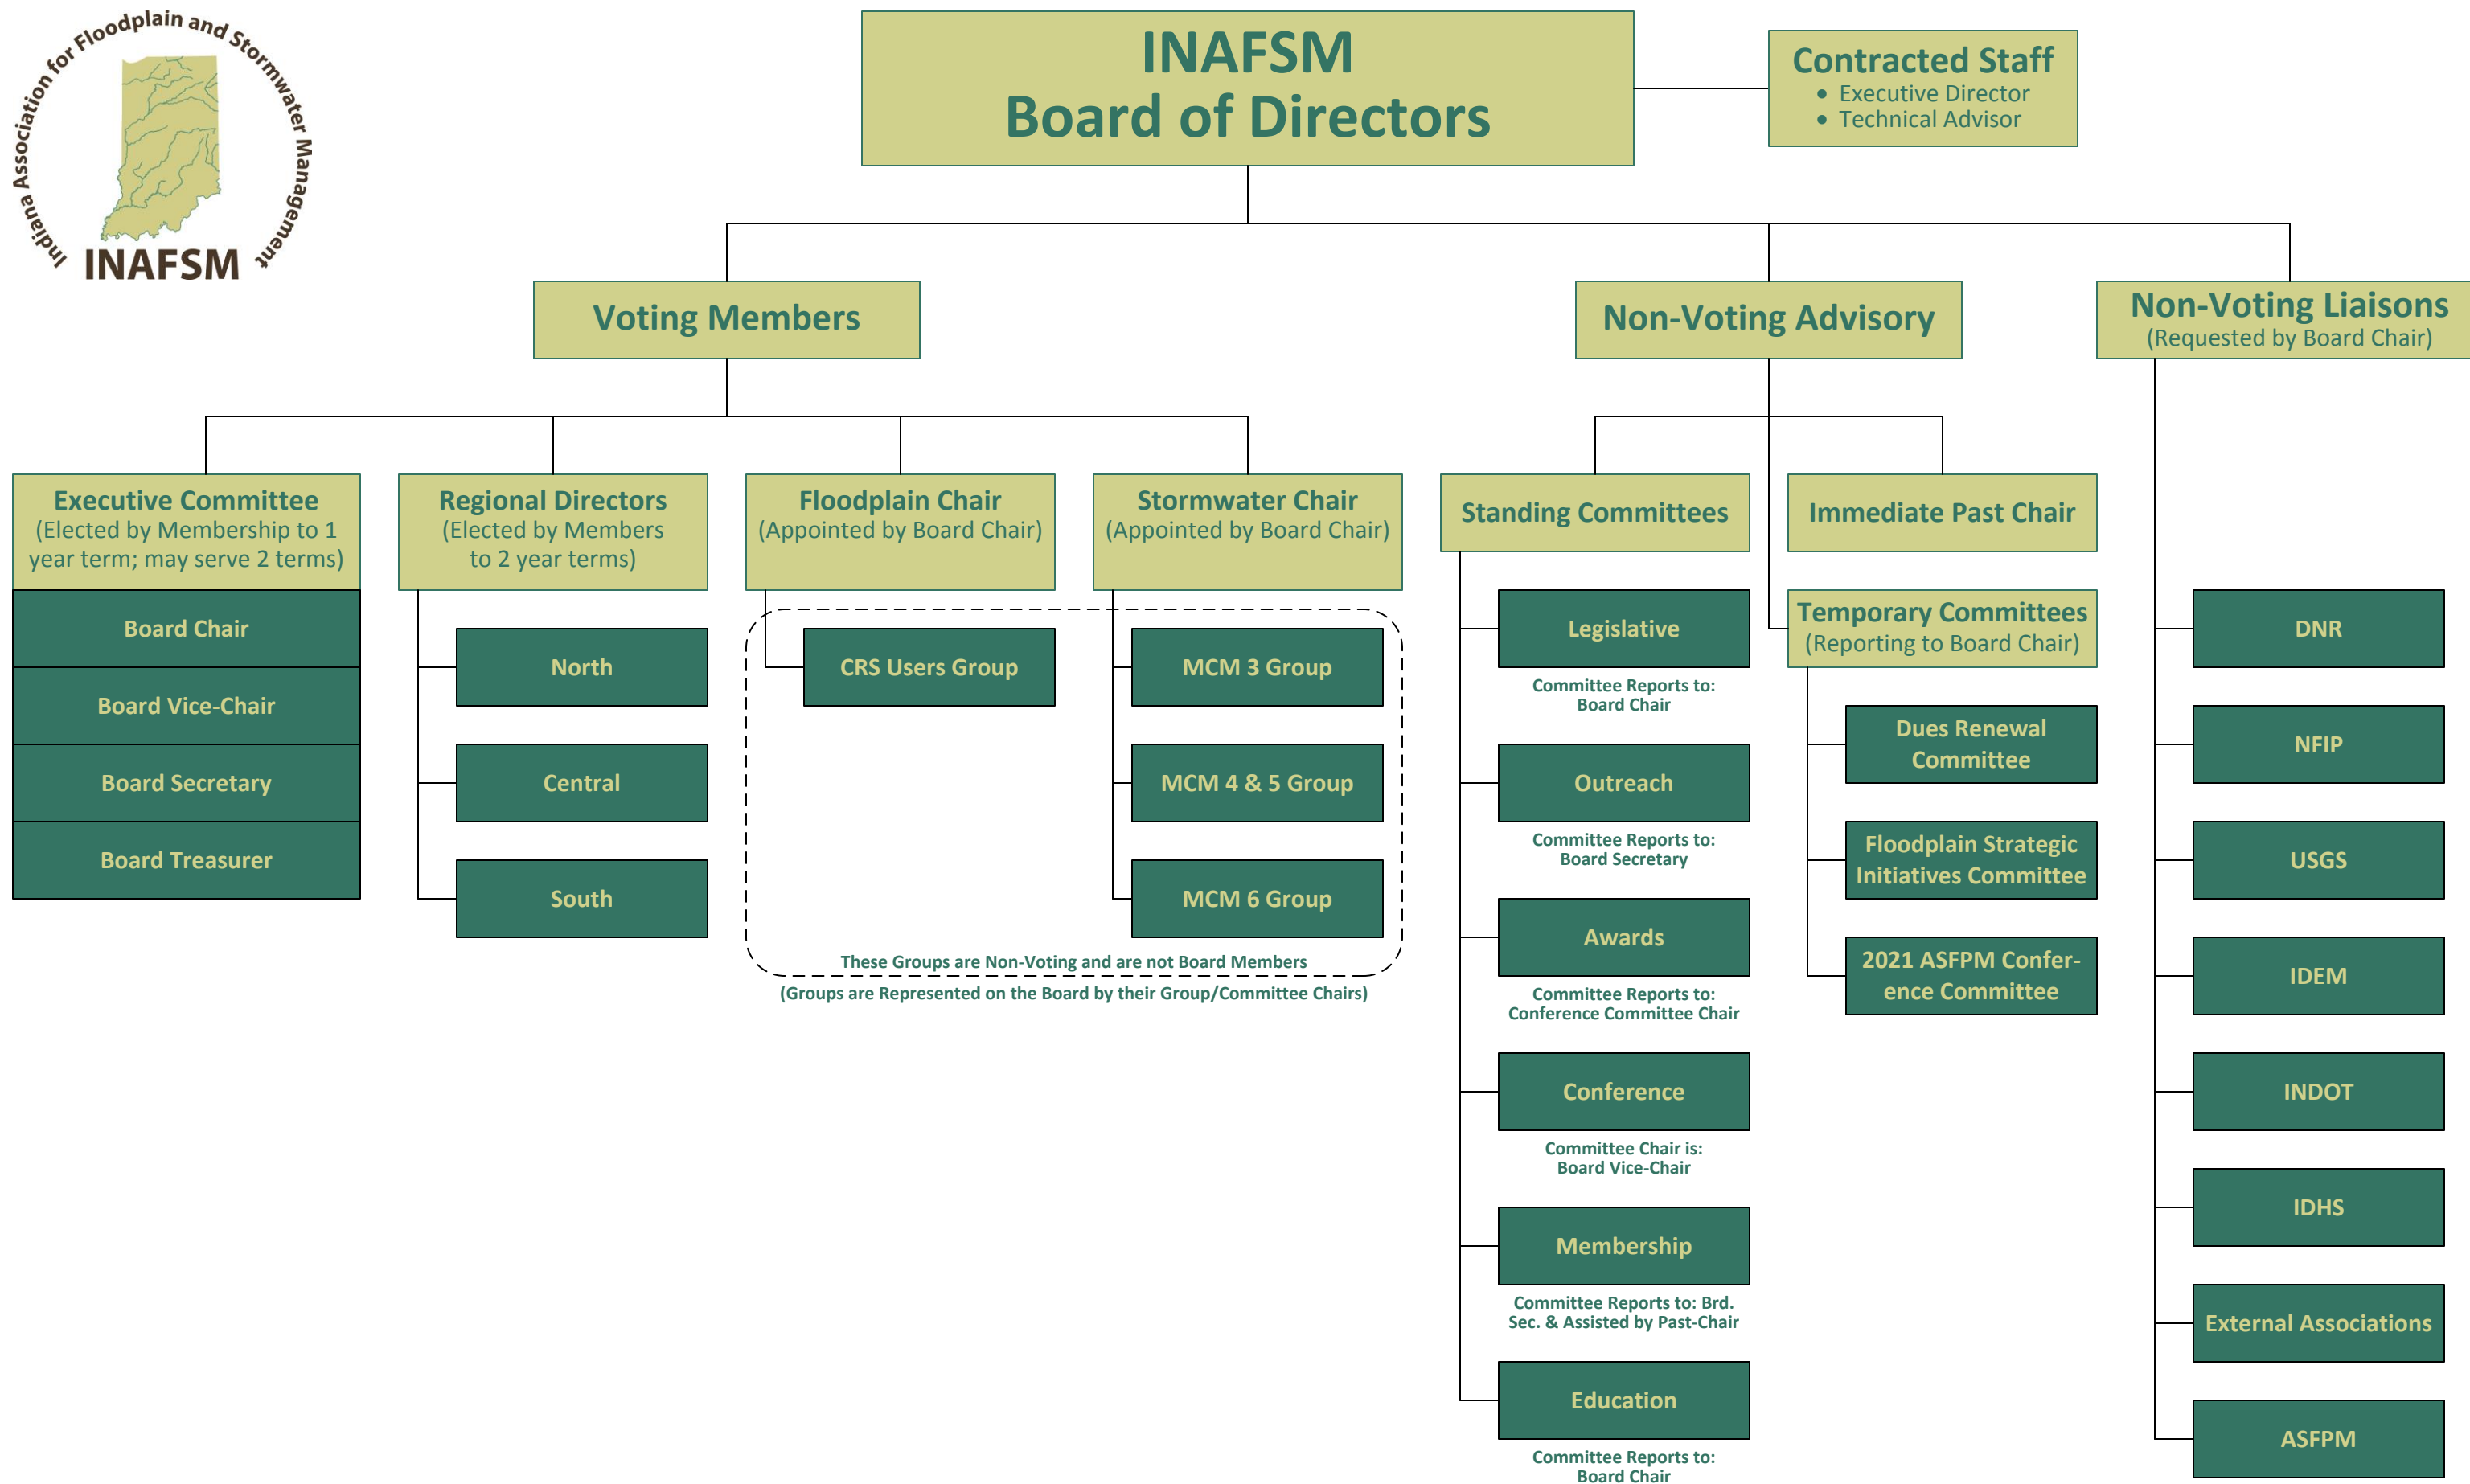 Indiana Association for Floodplain and Stormwater Management
INAFSM
INAFSM
Board of Directors
Contracted Staff
• Executive Director
• Technical Advisor
Voting Members
Non-Voting Advisory
Non-Voting Liaisons
(Requested by Board Chair)
Executive Committee
(Elected by Membership to 1
year term; may serve 2 terms)
Board Chair
Board Vice-Chair
Board Secretary
Board Treasurer
Regional Directors
(Elected by Members
to 2 year terms)
North
Central
South
Floodplain Chair
(Appointed by Board Chair)
CRS Users Group
Stormwater Chair
(Appointed by Board Chair)
MCM 3 Group
MCM 4 & 5 Group
MCM 6 Group
These Groups are Non-Voting and are not Board Members
(Groups are Represented on the Board by their Group/Committee Chairs)
Standing Committees
Legislative
Committee Reports to:
Board Chair
Outreach
Committee Reports to:
Board Secretary
Awards
Committee Reports to:
Conference Committee Chair
Conference
Committee Chair is:
Board Vice-Chair
Membership
Committee Reports to: Brd.
Sec. & Assisted by Past-Chair
Education
Committee Reports to:
Board Chair
Immediate Past Chair
Temporary Committees
(Reporting to Board Chair)
Dues Renewal
Committee
Floodplain Strategic
Initiatives Committee
2021 ASFPM Confer-
ence Committee
DNR
NFIP
USGS
IDEM
INDOT
IDHS
External Associations
ASFPM